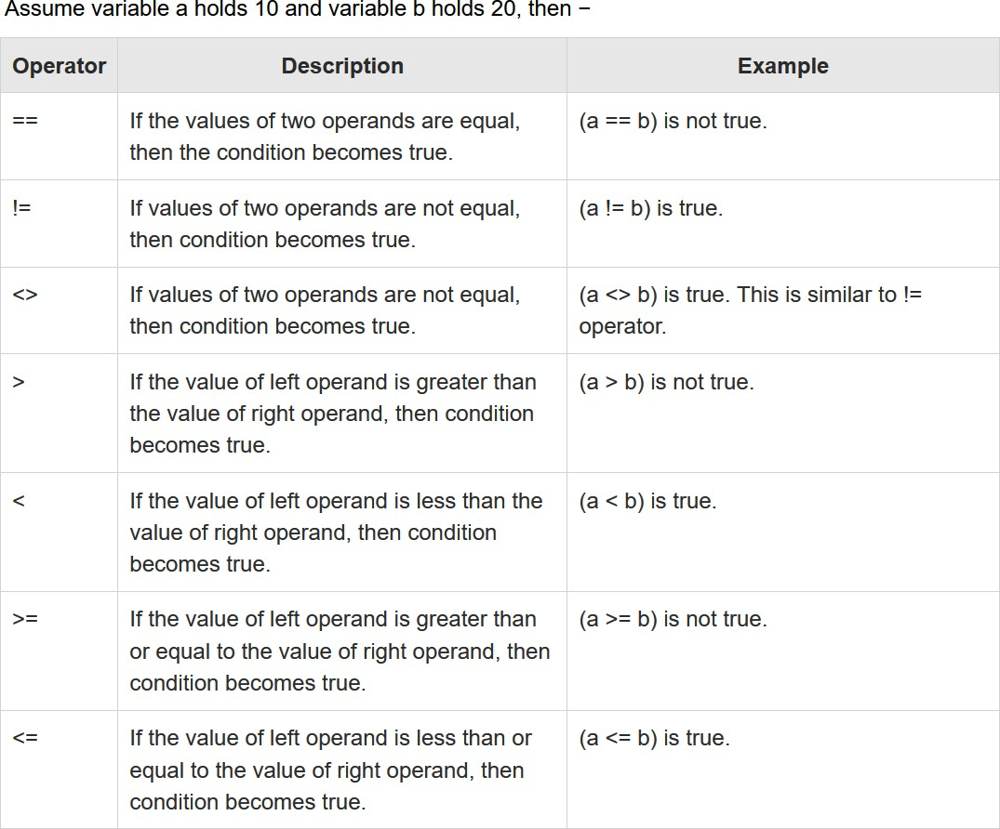 Assume variable a holds 10 and variable b holds 20, then −
Operator Description Example
== If the values of two operands are equal, (a == b) is not true.
then the condition becomes true.
!= If values of two operands are not equal, (a != b) is true.
then condition becomes true.
<> If values of two operands are not equal, (a <> b) is true. This is similar to !=
then condition becomes true. operator.
> If the value of left operand is greater than (a > b) is not true.
the value of right operand, then condition
becomes true.
< If the value of left operand is less than the (a < b) is true.
value of right operand, then condition
becomes true.
>= If the value of left operand is greater than (a >= b) is not true.
or equal to the value of right operand, then
condition becomes true.
<= If the value of left operand is less than or (a <= b) is true.
equal to the value of right operand, then
condition becomes true.